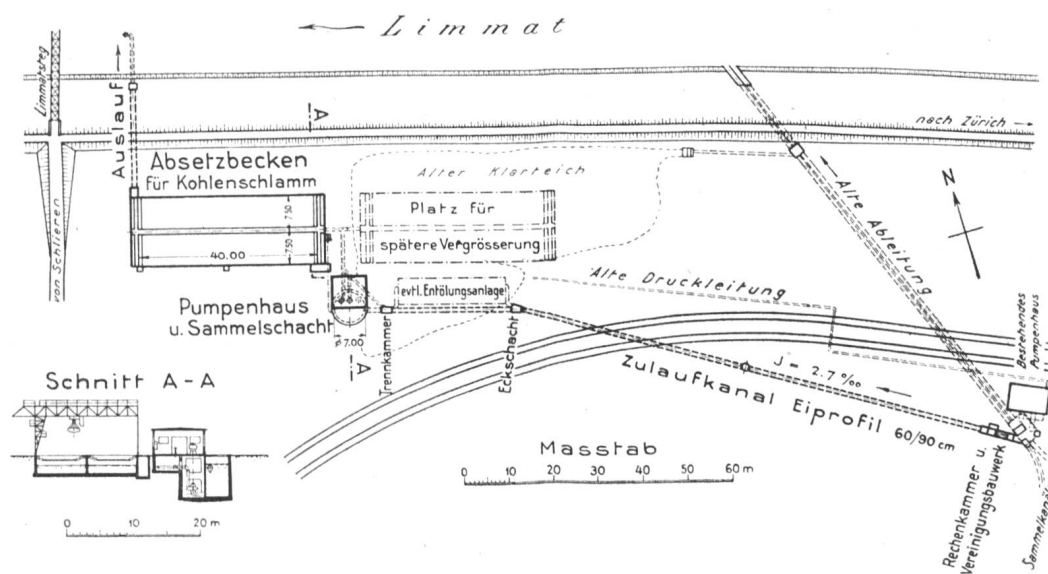 Limmat
Limmatsteg
Auslauf
A
nach Zürich
Absetzbecken
für Kohlenschlamm
Alter Klärteich
Alte Ableitung
N
von Schlieren
7.50
7.50
40.00
Platz für
spätere Vergrösserung
Pumpenhaus
u. Sammelschacht
evtl. Entölungsanlage
Alte Druckleitung
Bestehendes
Pumpenhaus
ø 7.00
A
Trennkammer
Eckschacht
J = 2.7 ‰
Zulaufkanal Eiprofil 60/90 cm
Schnitt A-A
Masstab
0 10 20 30 40 50 60 m
0 10 20 m
Rechenkammer u.
Vereinigungsbauwerk